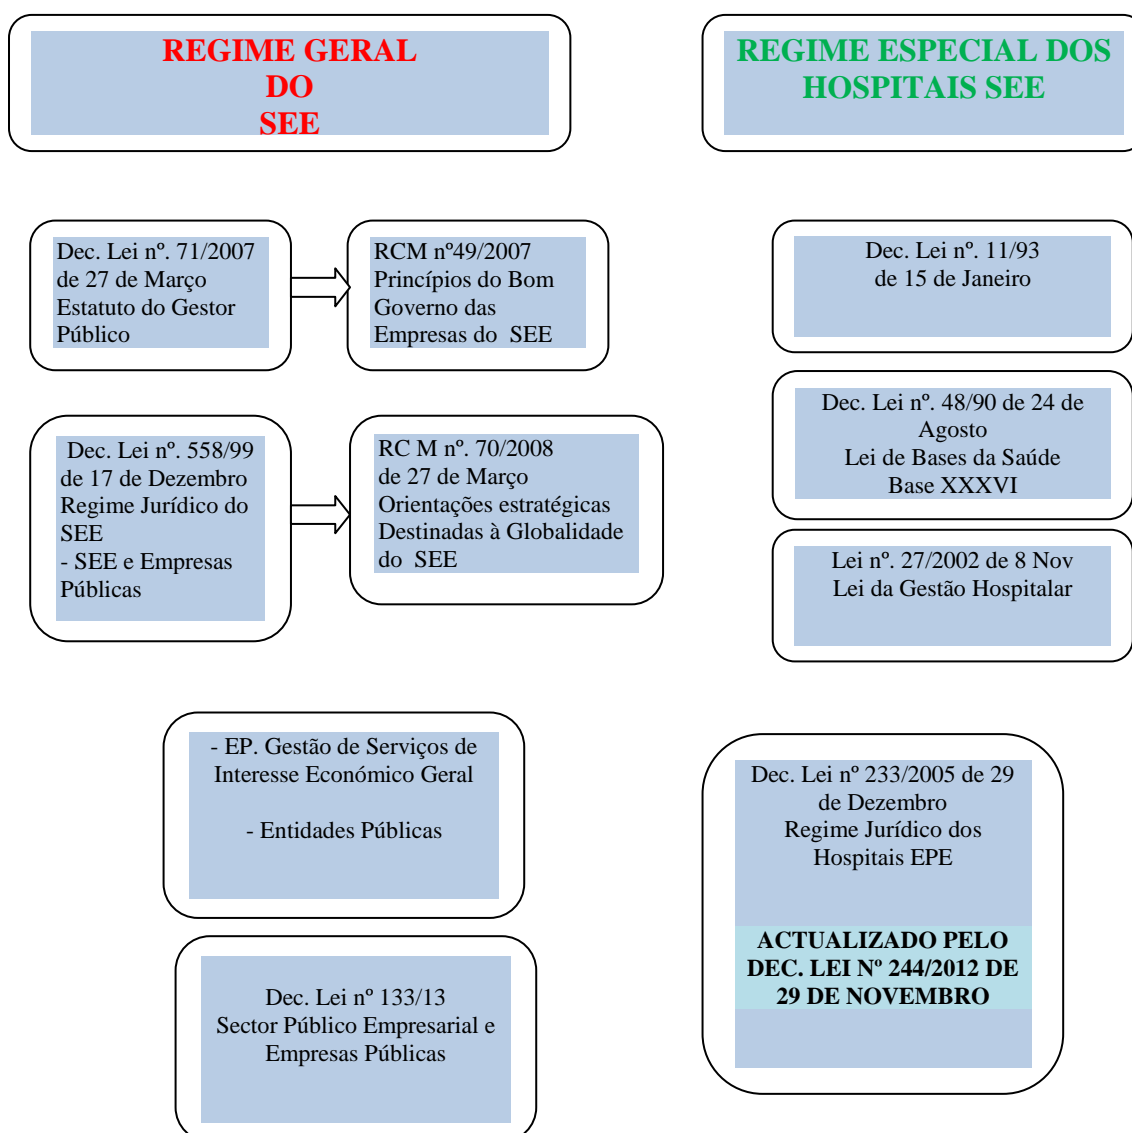 REGIME GERAL
DO
SEE
REGIME ESPECIAL DOS
HOSPITAIS SEE
Dec. Lei nº. 71/2007
de 27 de Março
Estatuto do Gestor
Público
RCM nº49/2007
Princípios do Bom
Governo das
Empresas do SEE
Dec. Lei nº. 11/93
de 15 de Janeiro
Dec. Lei nº. 48/90 de 24 de
Agosto
Lei de Bases da Saúde
Base XXXVI
Dec. Lei nº. 558/99
de 17 de Dezembro
Regime Jurídico do
SEE
- SEE e Empresas
Públicas
RC M nº. 70/2008
de 27 de Março
Orientações estratégicas
Destinadas à Globalidade
do SEE
Lei nº. 27/2002 de 8 Nov
Lei da Gestão Hospitalar
- EP. Gestão de Serviços de
Interesse Económico Geral
- Entidades Públicas
Dec. Lei nº 233/2005 de 29
de Dezembro
Regime Jurídico dos
Hospitais EPE
ACTUALIZADO PELO
DEC. LEI Nº 244/2012 DE
29 DE NOVEMBRO
Dec. Lei nº 133/13
Sector Público Empresarial e
Empresas Públicas